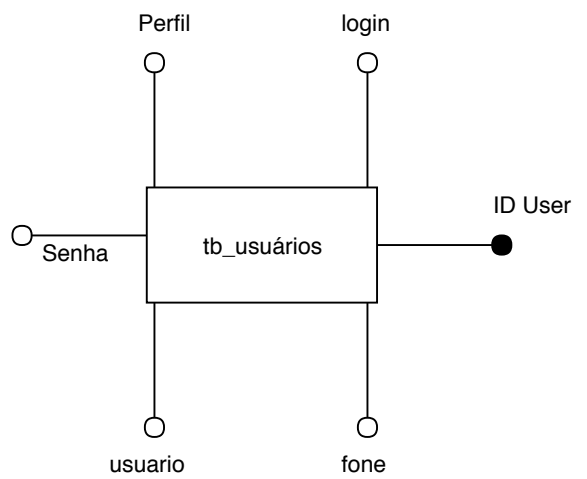 Perfil
login
ID User
tb_usuários
Senha
usuario
fone